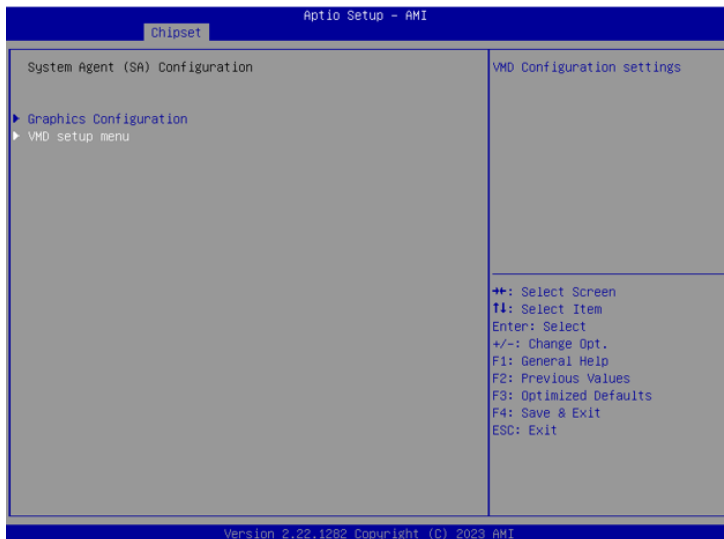 Aptio Setup - AMI
Chipset
System Agent (SA) Configuration
Graphics Configuration
VMD setup menu
VMD Configuration settings
→←: Select Screen
↑↓: Select Item
Enter: Select
+/-: Change Opt.
F1: General Help
F2: Previous Values
F3: Optimized Defaults
F4: Save & Exit
ESC: Exit
Version 2.22.1282 Copyright (C) 2023 AMI